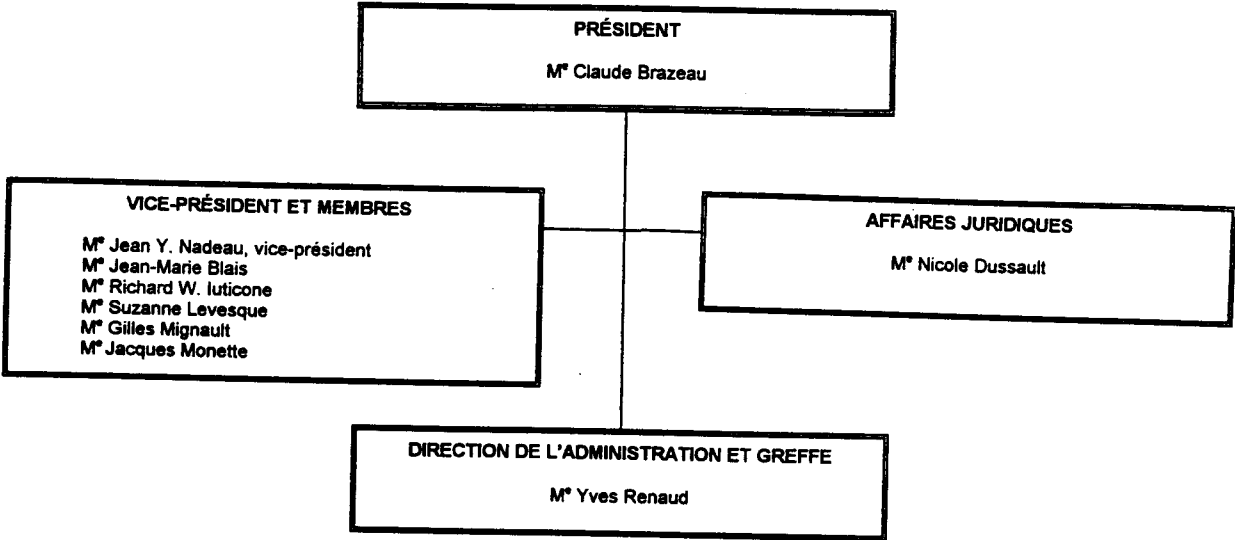 PRÉSIDENT
Mᵉ Claude Brazeau
VICE-PRÉSIDENT ET MEMBRES
Mᵉ Jean Y. Nadeau, vice-président
Mᵉ Jean-Marie Blais
Mᵉ Richard W. Iuticone
Mᵉ Suzanne Levesque
Mᵉ Gilles Mignault
Mᵉ Jacques Monette
AFFAIRES JURIDIQUES
Mᵉ Nicole Dussault
DIRECTION DE L'ADMINISTRATION ET GREFFE
Mᵉ Yves Renaud